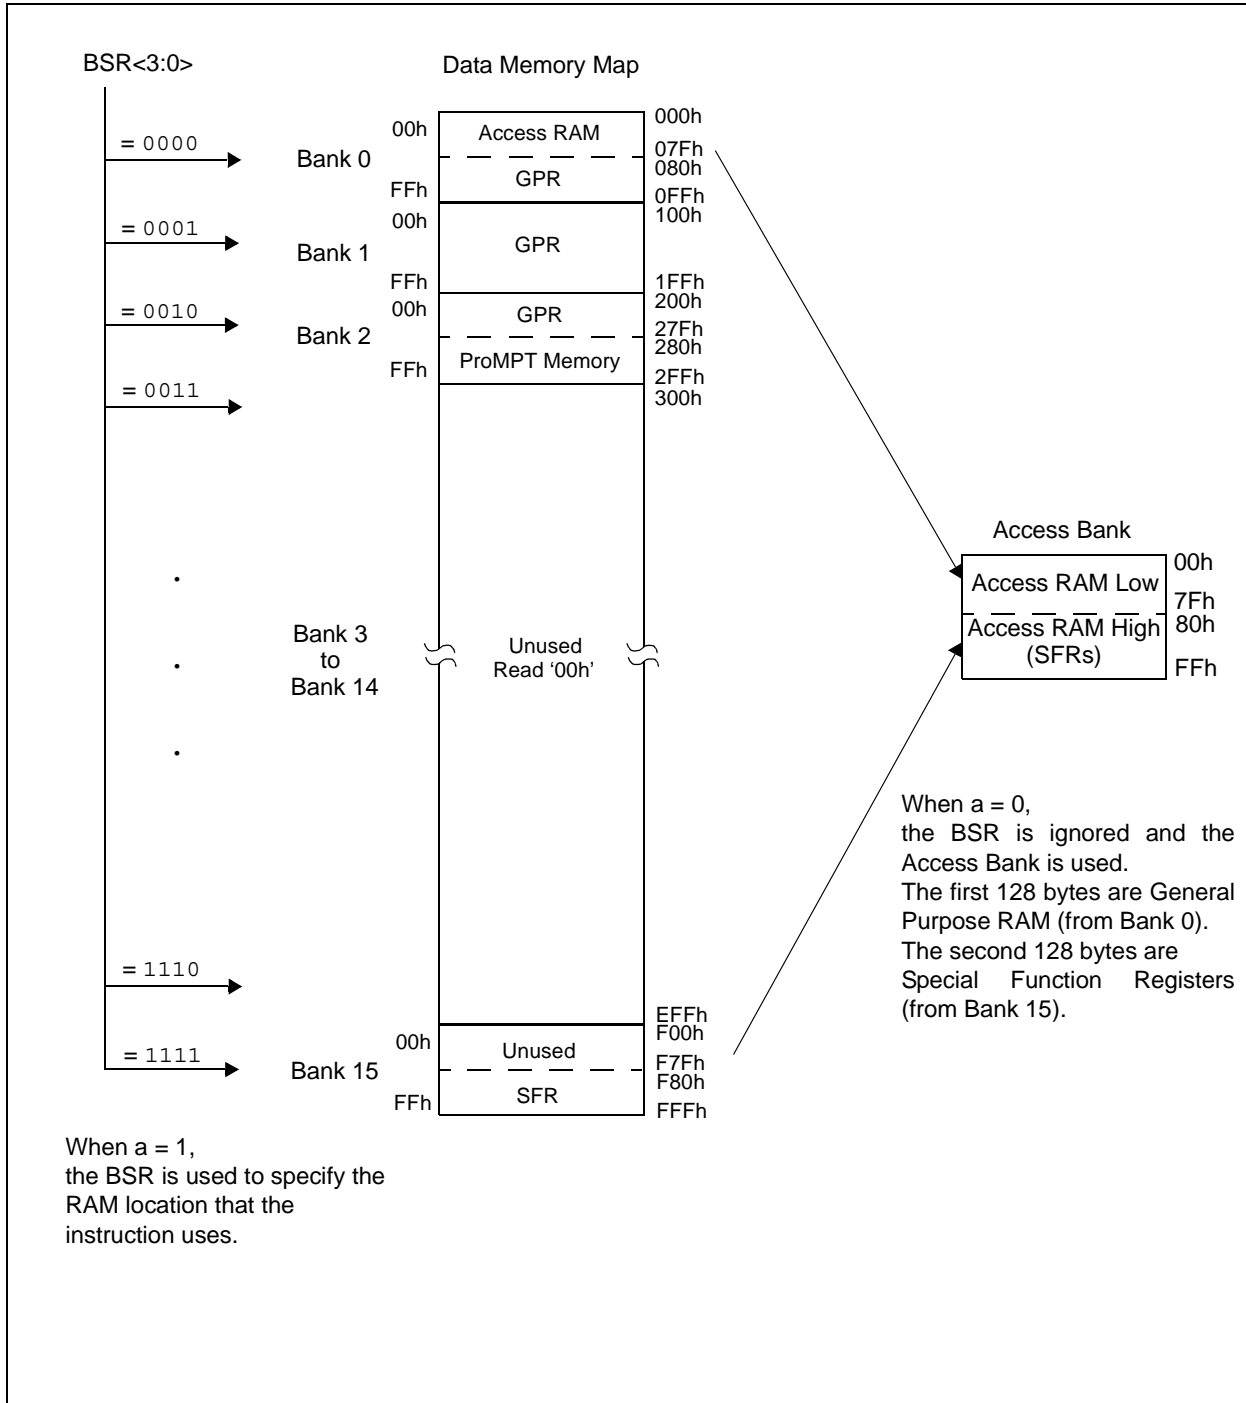 BSR<3:0>
Data Memory Map
= 0000
Bank 0
00h
Access RAM
000h
07Fh
080h
GPR
FFh
0FFh
= 0001
Bank 1
00h
100h
GPR
FFh
1FFh
= 0010
Bank 2
00h
200h
GPR
27Fh
280h
ProMPT Memory
FFh
2FFh
= 0011
300h
Access Bank
00h
Access RAM Low
7Fh
80h
Access RAM High
(SFRs)
FFh
Bank 3
to
Bank 14
Unused
Read ‘00h’
When a = 0,
the BSR is ignored and the
Access Bank is used.
The first 128 bytes are General
Purpose RAM (from Bank 0).
The second 128 bytes are
Special Function Registers
(from Bank 15).
= 1110
EFFh
F00h
= 1111
Bank 15
00h
Unused
F7Fh
F80h
SFR
FFh
FFFh
When a = 1,
the BSR is used to specify the
RAM location that the
instruction uses.